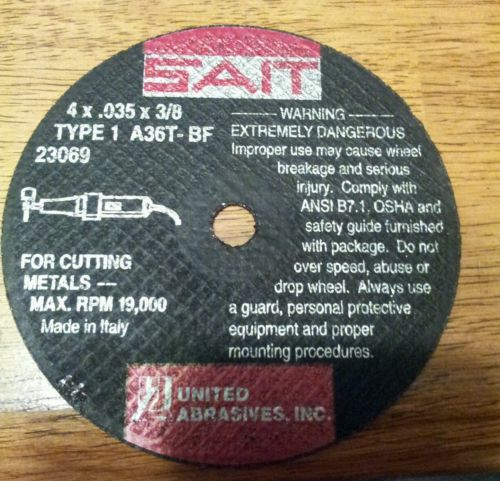 SAIT
4 x .035 x 3/8
TYPE 1 A36T-BF
23069
FOR CUTTING
METALS --
MAX. RPM 19,000
Made in Italy
--- WARNING ---
EXTREMELY DANGEROUS
Improper use may cause wheel
breakage and serious
injury. Comply with
ANSI B7.1, OSHA and
safety guide furnished
with package. Do not
over speed, abuse or
drop wheel. Always use
a guard, personal protective
equipment and proper
mounting procedures.
UNITED
ABRASIVES, INC.